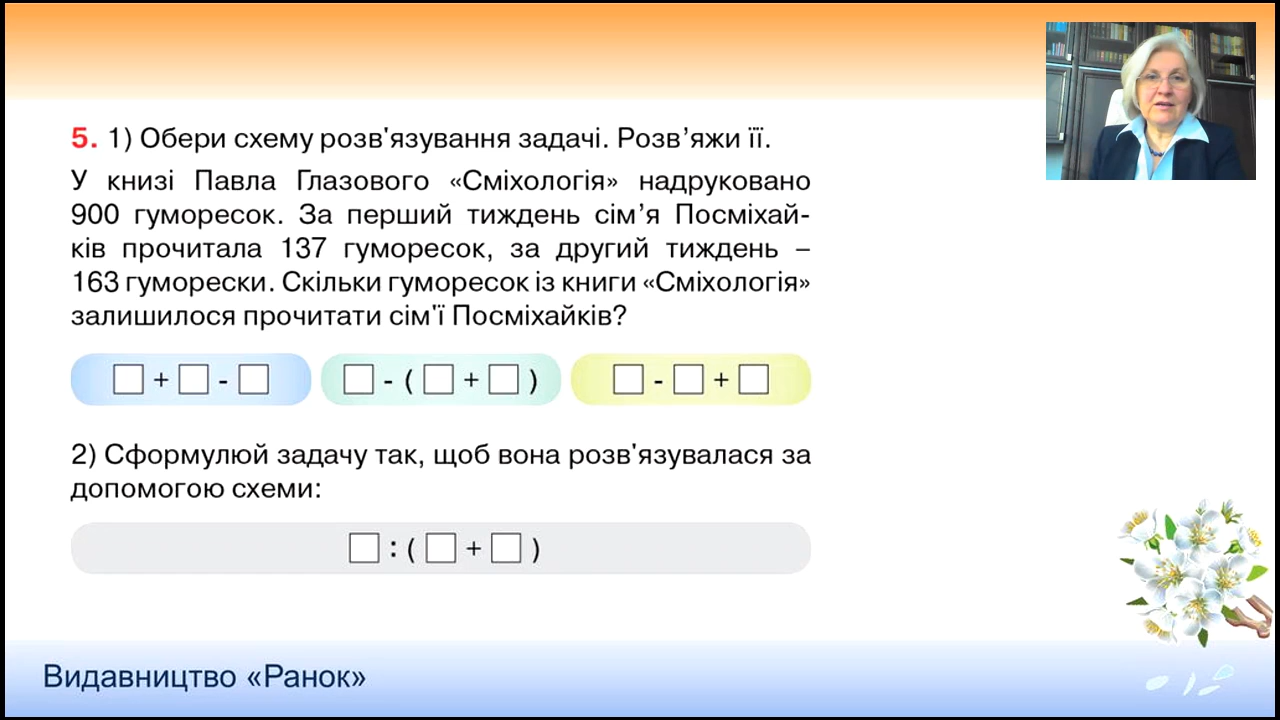 5. 1) Обери схему розв'язування задачі. Розв’яжи її.
У книзі Павла Глазового «Сміхологія» надруковано
900 гуморесок. За перший тиждень сім’я Посміхай-
ків прочитала 137 гуморесок, за другий тиждень –
163 гуморески. Скільки гуморесок із книги «Сміхологія»
залишилося прочитати сім'ї Посміхайків?
□ + □ - □ □ - ( □ + □ ) □ - □ + □
2) Сформулюй задачу так, щоб вона розв'язувалася за
допомогою схеми:
□ : ( □ + □ )
Видавництво «Ранок»